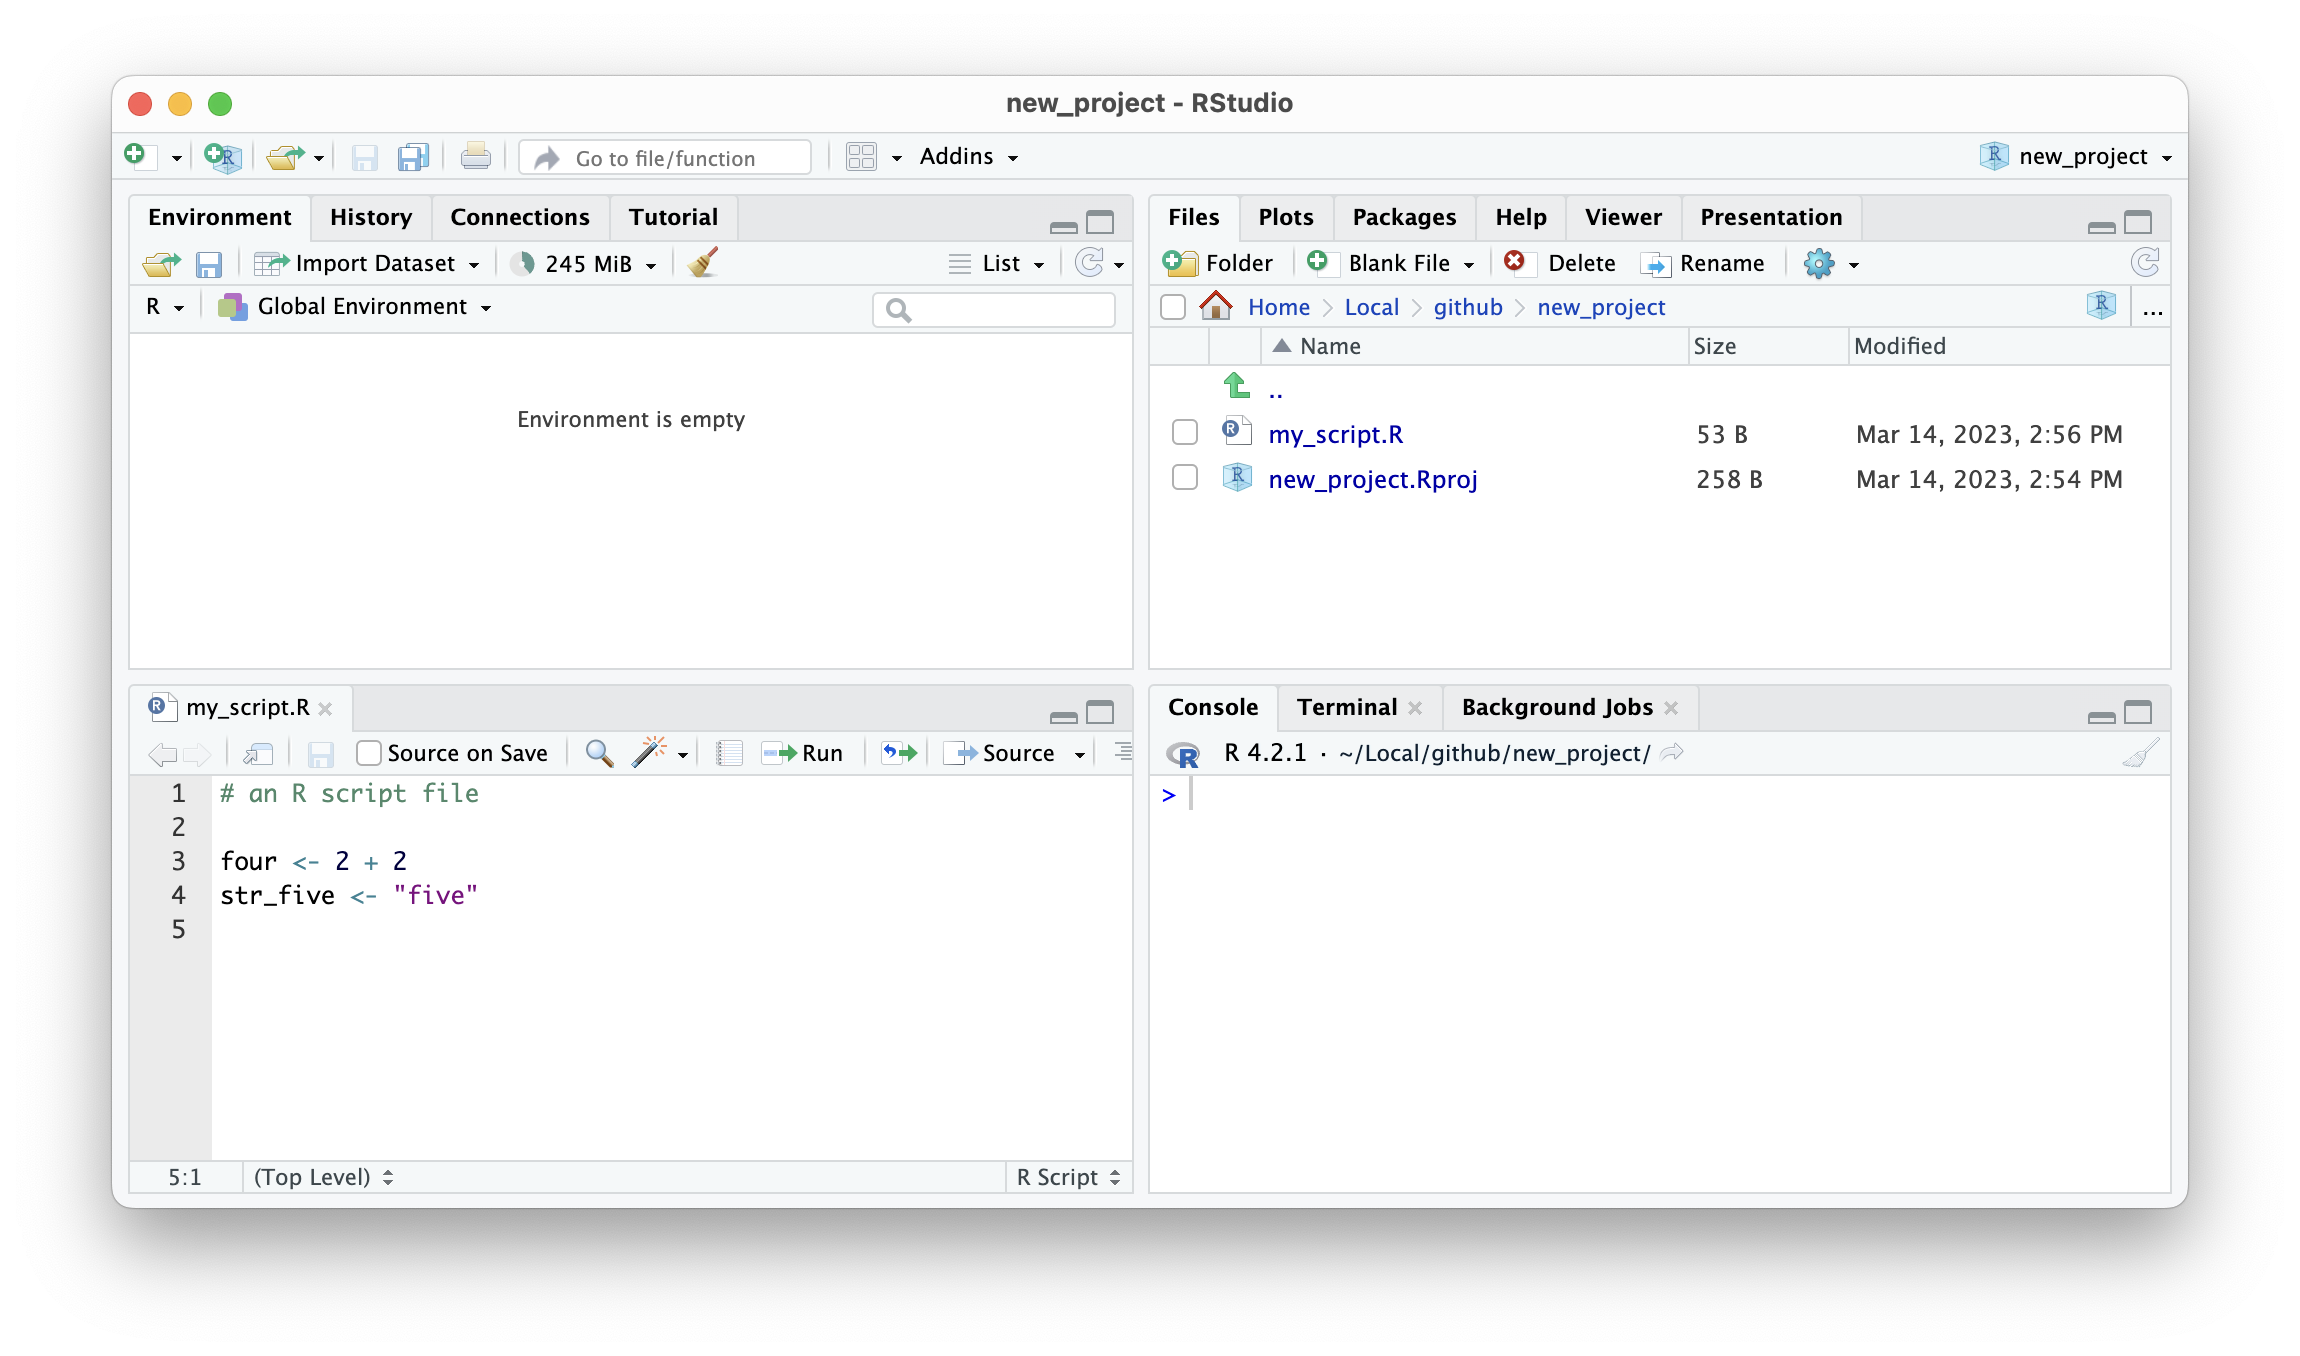 new_project - RStudio
Go to file/function Addins new_project
Environment History Connections Tutorial
Import Dataset 245 MiB List
R Global Environment
Environment is empty
Files Plots Packages Help Viewer Presentation
Folder Blank File Delete Rename
Home Local github new_project ...
Name Size Modified
..
my_script.R 53 B Mar 14, 2023, 2:56 PM
new_project.Rproj 258 B Mar 14, 2023, 2:54 PM
my_script.R
Source on Save Run Source
1 # an R script file
2
3 four <- 2 + 2
4 str_five <- "five"
5
5:1 (Top Level) R Script
Console Terminal Background Jobs
R 4.2.1 · ~/Local/github/new_project/
>